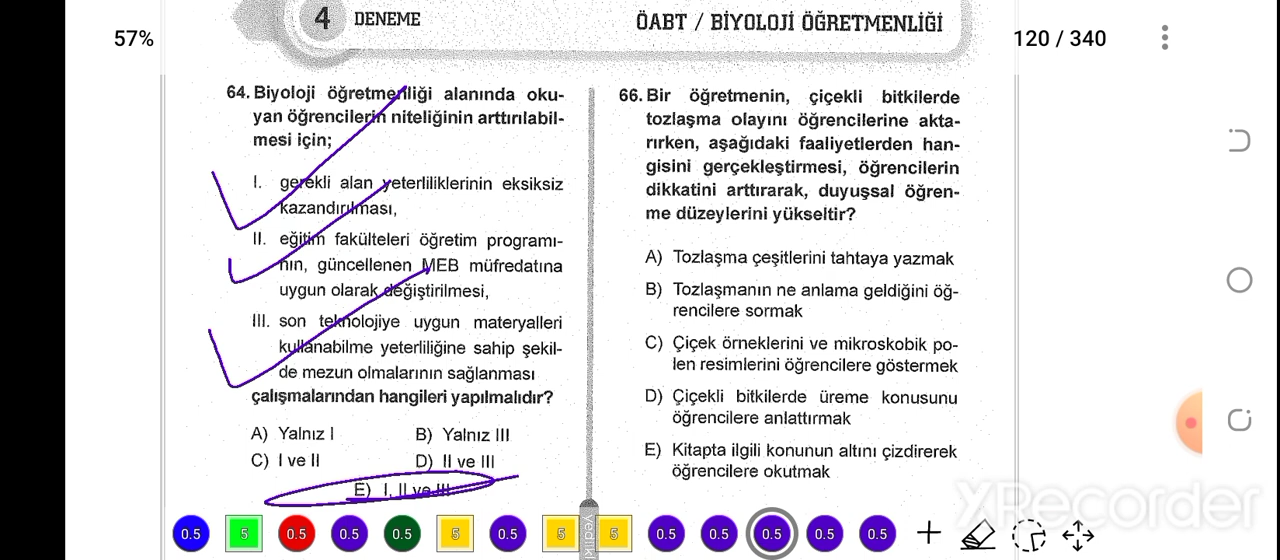 57%
4 DENEME
ÖABT / BİYOLOJİ ÖĞRETMENLİĞİ
120 / 340
64. Biyoloji öğretmenliği alanında oku-
yan öğrencilerin niteliğinin arttırılabil-
mesi için;
I. gerekli alan yeterliliklerinin eksiksiz
kazandırılması,
II. eğitim fakülteleri öğretim programı-
nın, güncellenen MEB müfredatına
uygun olarak değiştirilmesi,
III. son teknolojiye uygun materyalleri
kullanabilme yeterliliğine sahip şekil-
de mezun olmalarının sağlanması
çalışmalarından hangileri yapılmalıdır?
A) Yalnız I B) Yalnız III
C) I ve II D) II ve III
E) I, II ve III
66. Bir öğretmenin, çiçekli bitkilerde
tozlaşma olayını öğrencilerine akta-
rırken, aşağıdaki faaliyetlerden han-
gisini gerçekleştirmesi, öğrencilerin
dikkatini arttırarak, duyuşsal öğren-
me düzeylerini yükseltir?
A) Tozlaşma çeşitlerini tahtaya yazmak
B) Tozlaşmanın ne anlama geldiğini öğ-
rencilere sormak
C) Çiçek örneklerini ve mikroskobik po-
len resimlerini öğrencilere göstermek
D) Çiçekli bitkilerde üreme konusunu
öğrencilere anlattırmak
E) Kitapta ilgili konunun altını çizdirerek
öğrencilere okutmak
0.5 5 0.5 0.5 0.5 5 0.5 5 5 0.5 0.5 0.5 0.5 0.5
yediikl
XRecorder